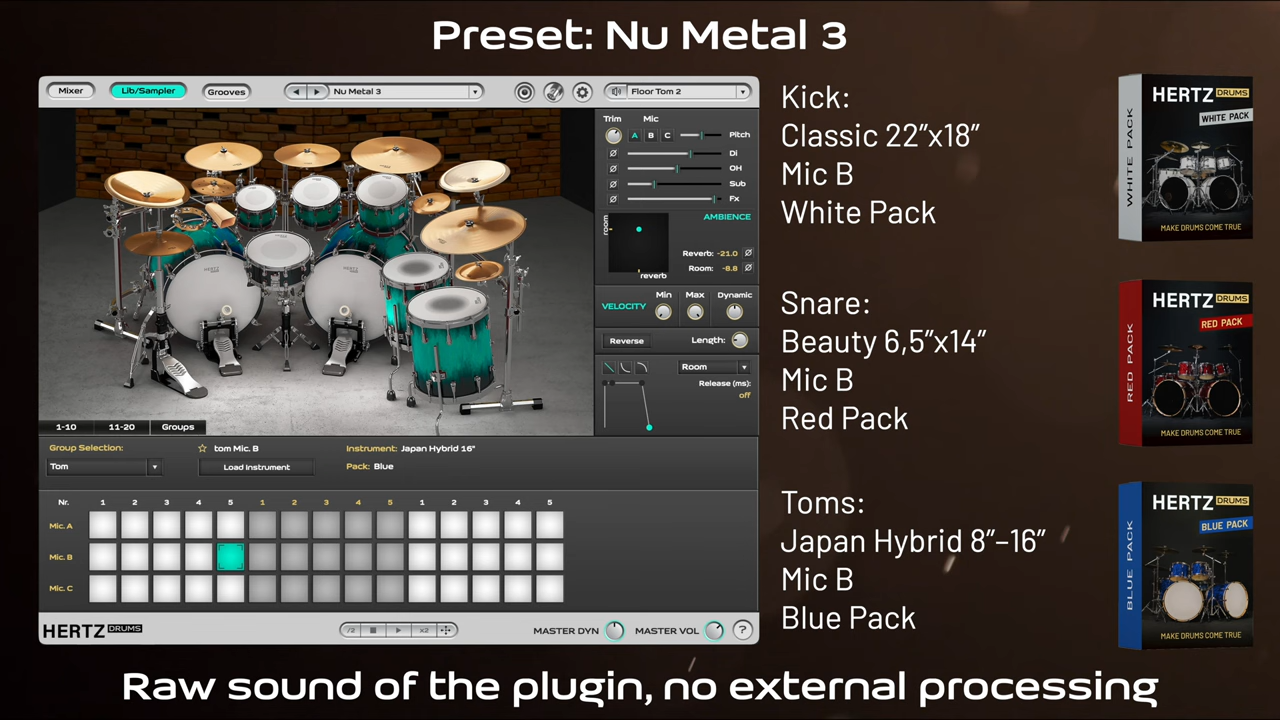 Preset: Nu Metal 3
Mixer Lib/Sampler Grooves Nu Metal 3 Floor Tom 2
Trim Mic
A B C Pitch
Di
OH
Sub
Fx
AMBIENCE
room
Reverb: -21.0
Room: -8.8
reverb
VELOCITY Min Max Dynamic
Reverse Length:
Room
Release (ms):
off
1-10 11-20 Groups
Group Selection: tom Mic. B Instrument: Japan Hybrid 16"
Tom Load Instrument Pack: Blue
Nr. 1 2 3 4 5 1 2 3 4 5 1 2 3 4 5
Mic. A
Mic. B
Mic. C
HERTZ DRUMS /2 x2 MASTER DYN MASTER VOL ?
Kick:
Classic 22”x18”
Mic B
White Pack
HERTZ DRUMS
WHITE PACK
WHITE PACK
MAKE DRUMS COME TRUE
Snare:
Beauty 6,5”x14”
Mic B
Red Pack
HERTZ DRUMS
RED PACK
RED PACK
MAKE DRUMS COME TRUE
Toms:
Japan Hybrid 8”–16”
Mic B
Blue Pack
HERTZ DRUMS
BLUE PACK
BLUE PACK
MAKE DRUMS COME TRUE
Raw sound of the plugin, no external processing